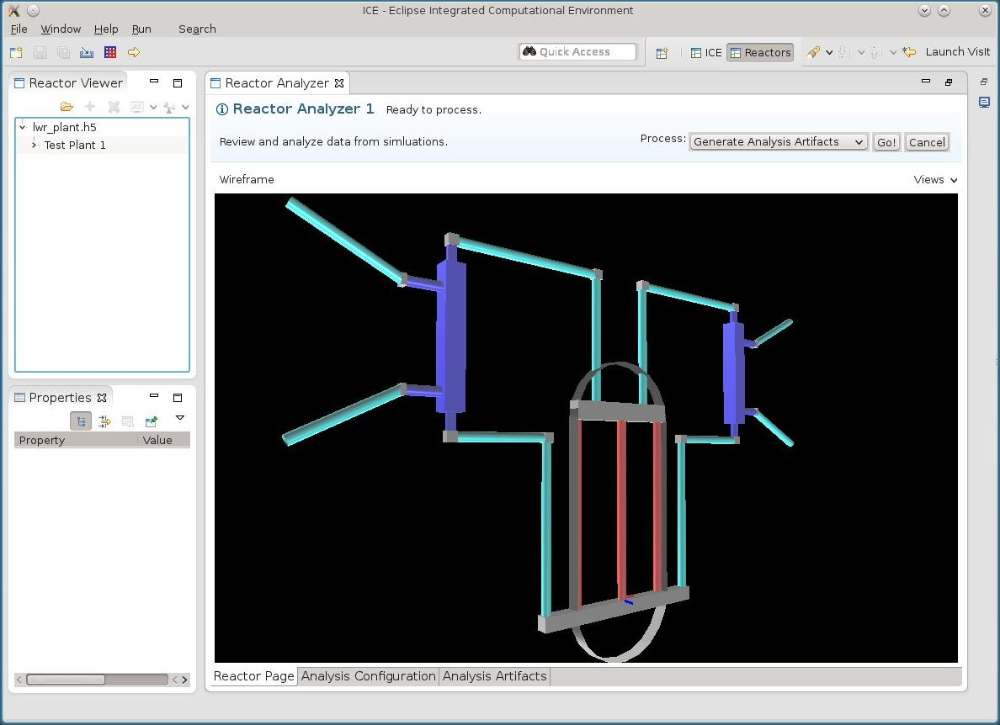 ICE - Eclipse Integrated Computational Environment
File Window Help Run Search
Quick Access ICE Reactors Launch VisIt
Reactor Viewer
lwr_plant.h5
Test Plant 1
Properties
Property Value
Reactor Analyzer
Reactor Analyzer 1 Ready to process.
Review and analyze data from simluations. Process: Generate Analysis Artifacts Go! Cancel
Wireframe Views
Reactor Page Analysis Configuration Analysis Artifacts